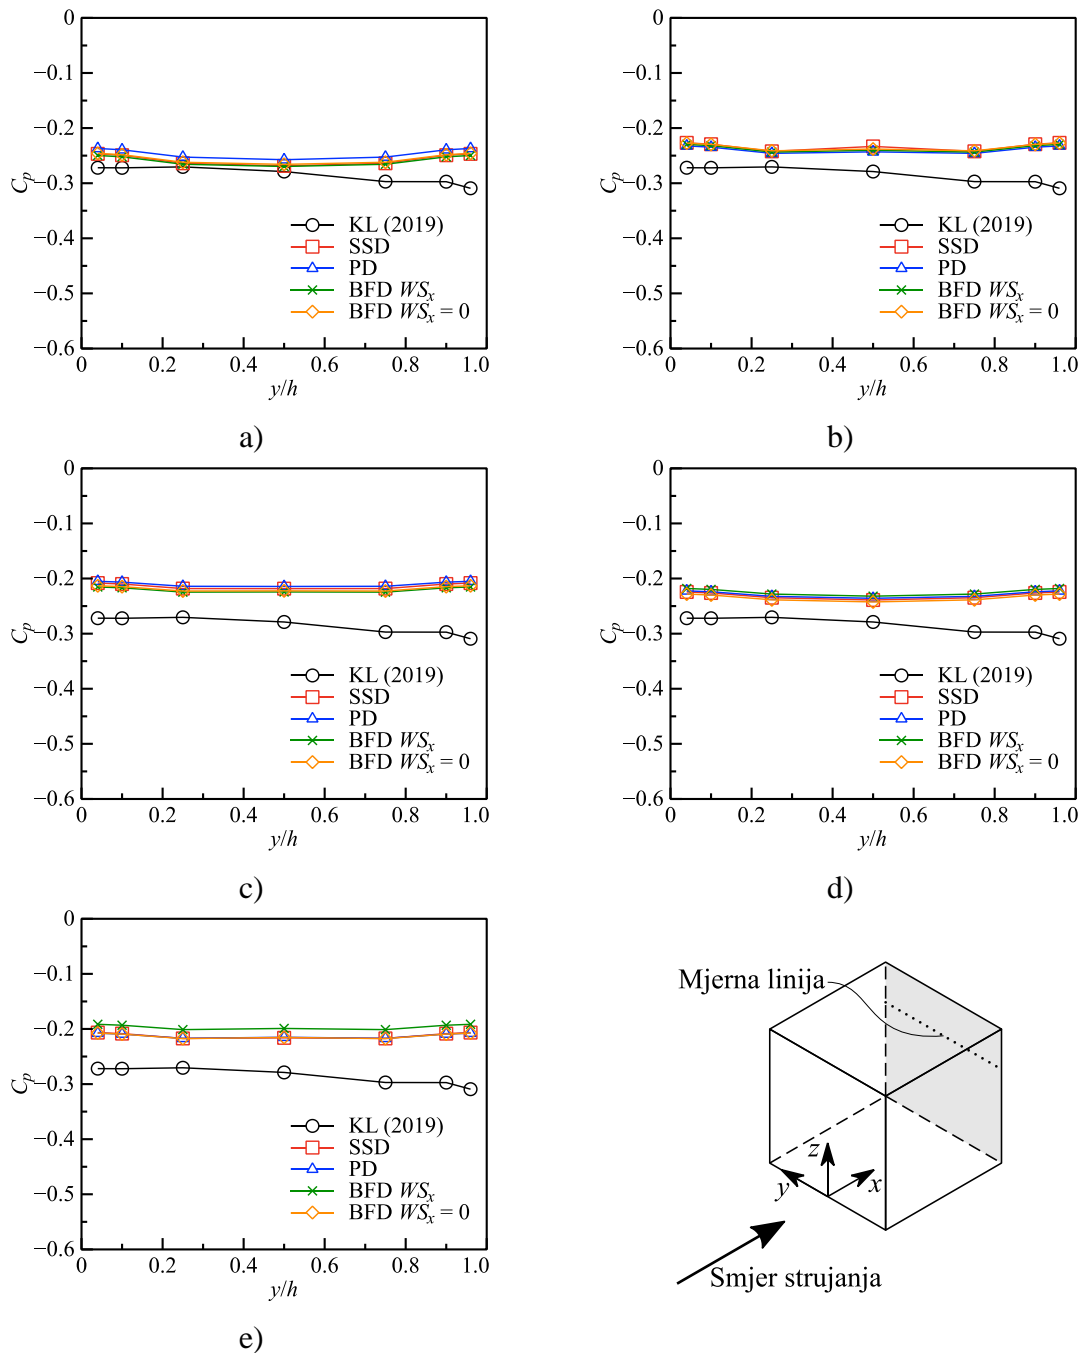 0
−0.1
−0.2
−0.3
−0.4
−0.5
−0.6
Cp
KL (2019)
SSD
PD
BFD WSx
BFD WSx = 0
0 0.2 0.4 0.6 0.8 1.0
y/h
a)
0
−0.1
−0.2
−0.3
−0.4
−0.5
−0.6
Cp
KL (2019)
SSD
PD
BFD WSx
BFD WSx = 0
0 0.2 0.4 0.6 0.8 1.0
y/h
b)
0
−0.1
−0.2
−0.3
−0.4
−0.5
−0.6
Cp
KL (2019)
SSD
PD
BFD WSx
BFD WSx = 0
0 0.2 0.4 0.6 0.8 1.0
y/h
c)
0
−0.1
−0.2
−0.3
−0.4
−0.5
−0.6
Cp
KL (2019)
SSD
PD
BFD WSx
BFD WSx = 0
0 0.2 0.4 0.6 0.8 1.0
y/h
d)
0
−0.1
−0.2
−0.3
−0.4
−0.5
−0.6
Cp
KL (2019)
SSD
PD
BFD WSx
BFD WSx = 0
0 0.2 0.4 0.6 0.8 1.0
y/h
e)
Mjerna linija
z
y
x
Smjer strujanja